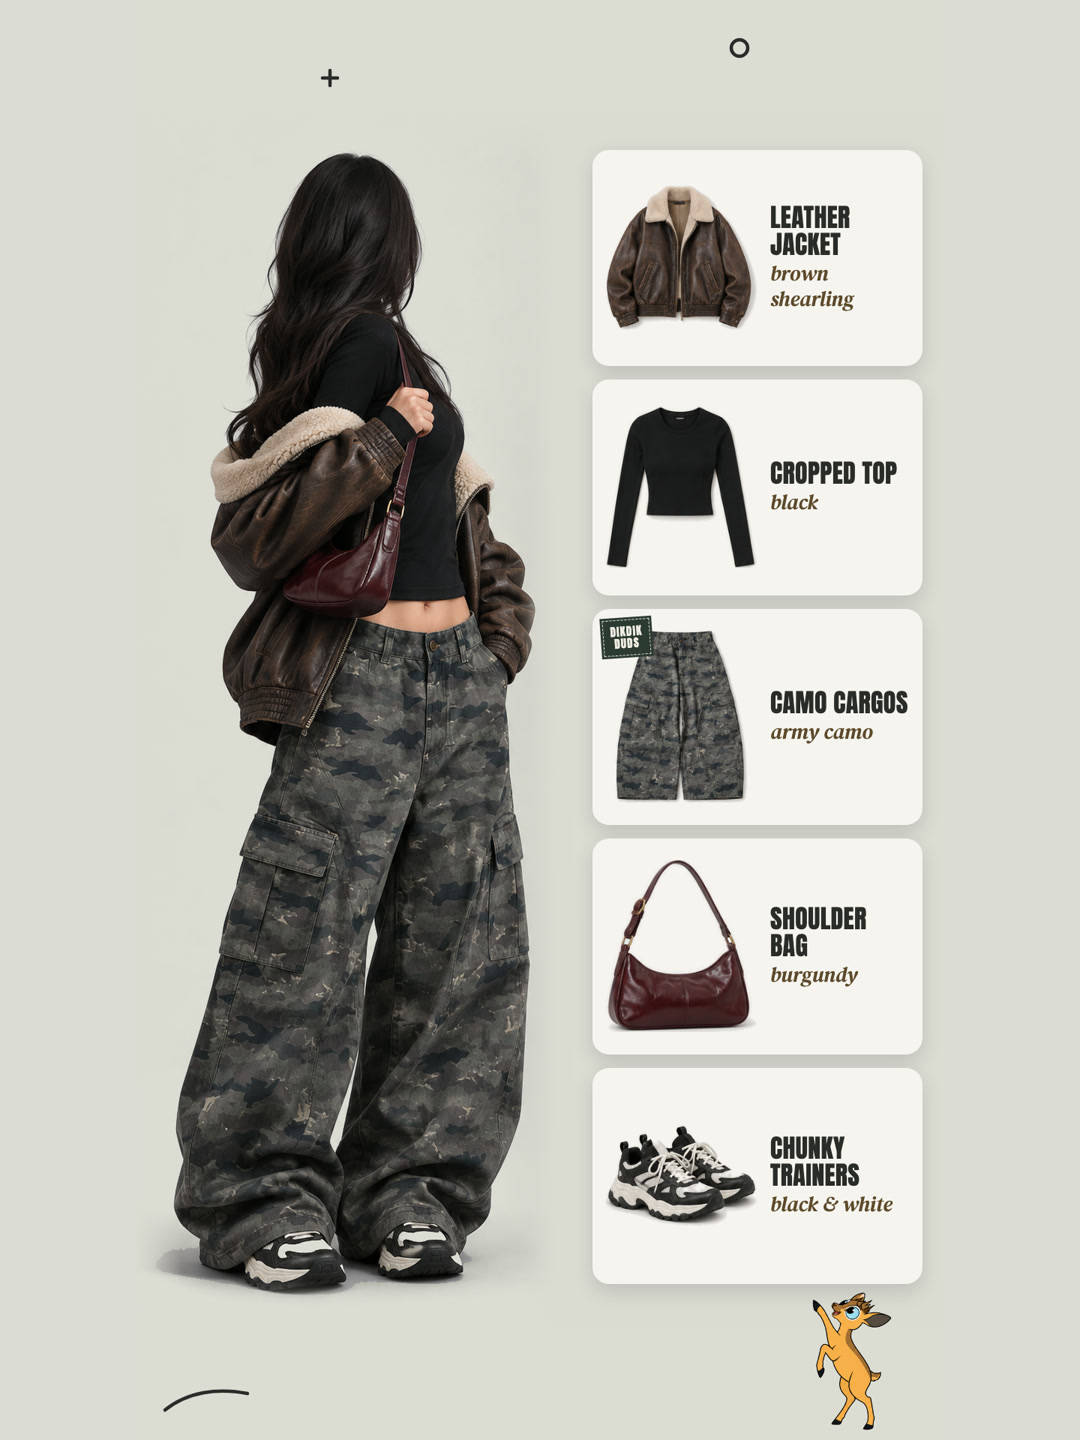 LEATHER
JACKET
brown
shearling
CROPPED TOP
black
DIKDIK
DUDS
CAMO CARGOS
army camo
SHOULDER
BAG
burgundy
CHUNKY
TRAINERS
black & white